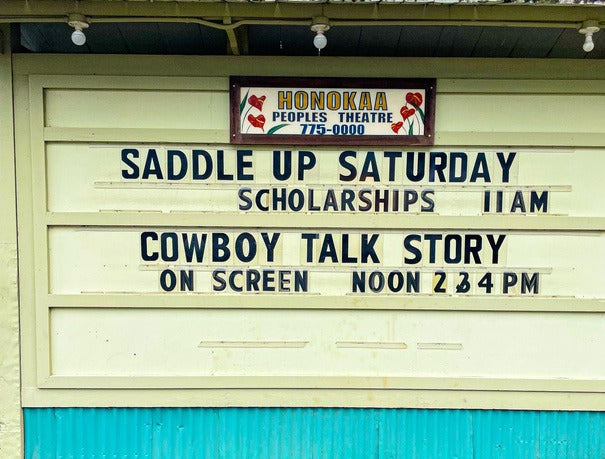 HONOKAA
PEOPLES THEATRE
775-0000
SADDLE UP SATURDAY
SCHOLARSHIPS 11AM
COWBOY TALK STORY
ON SCREEN NOON 2 & 4 PM